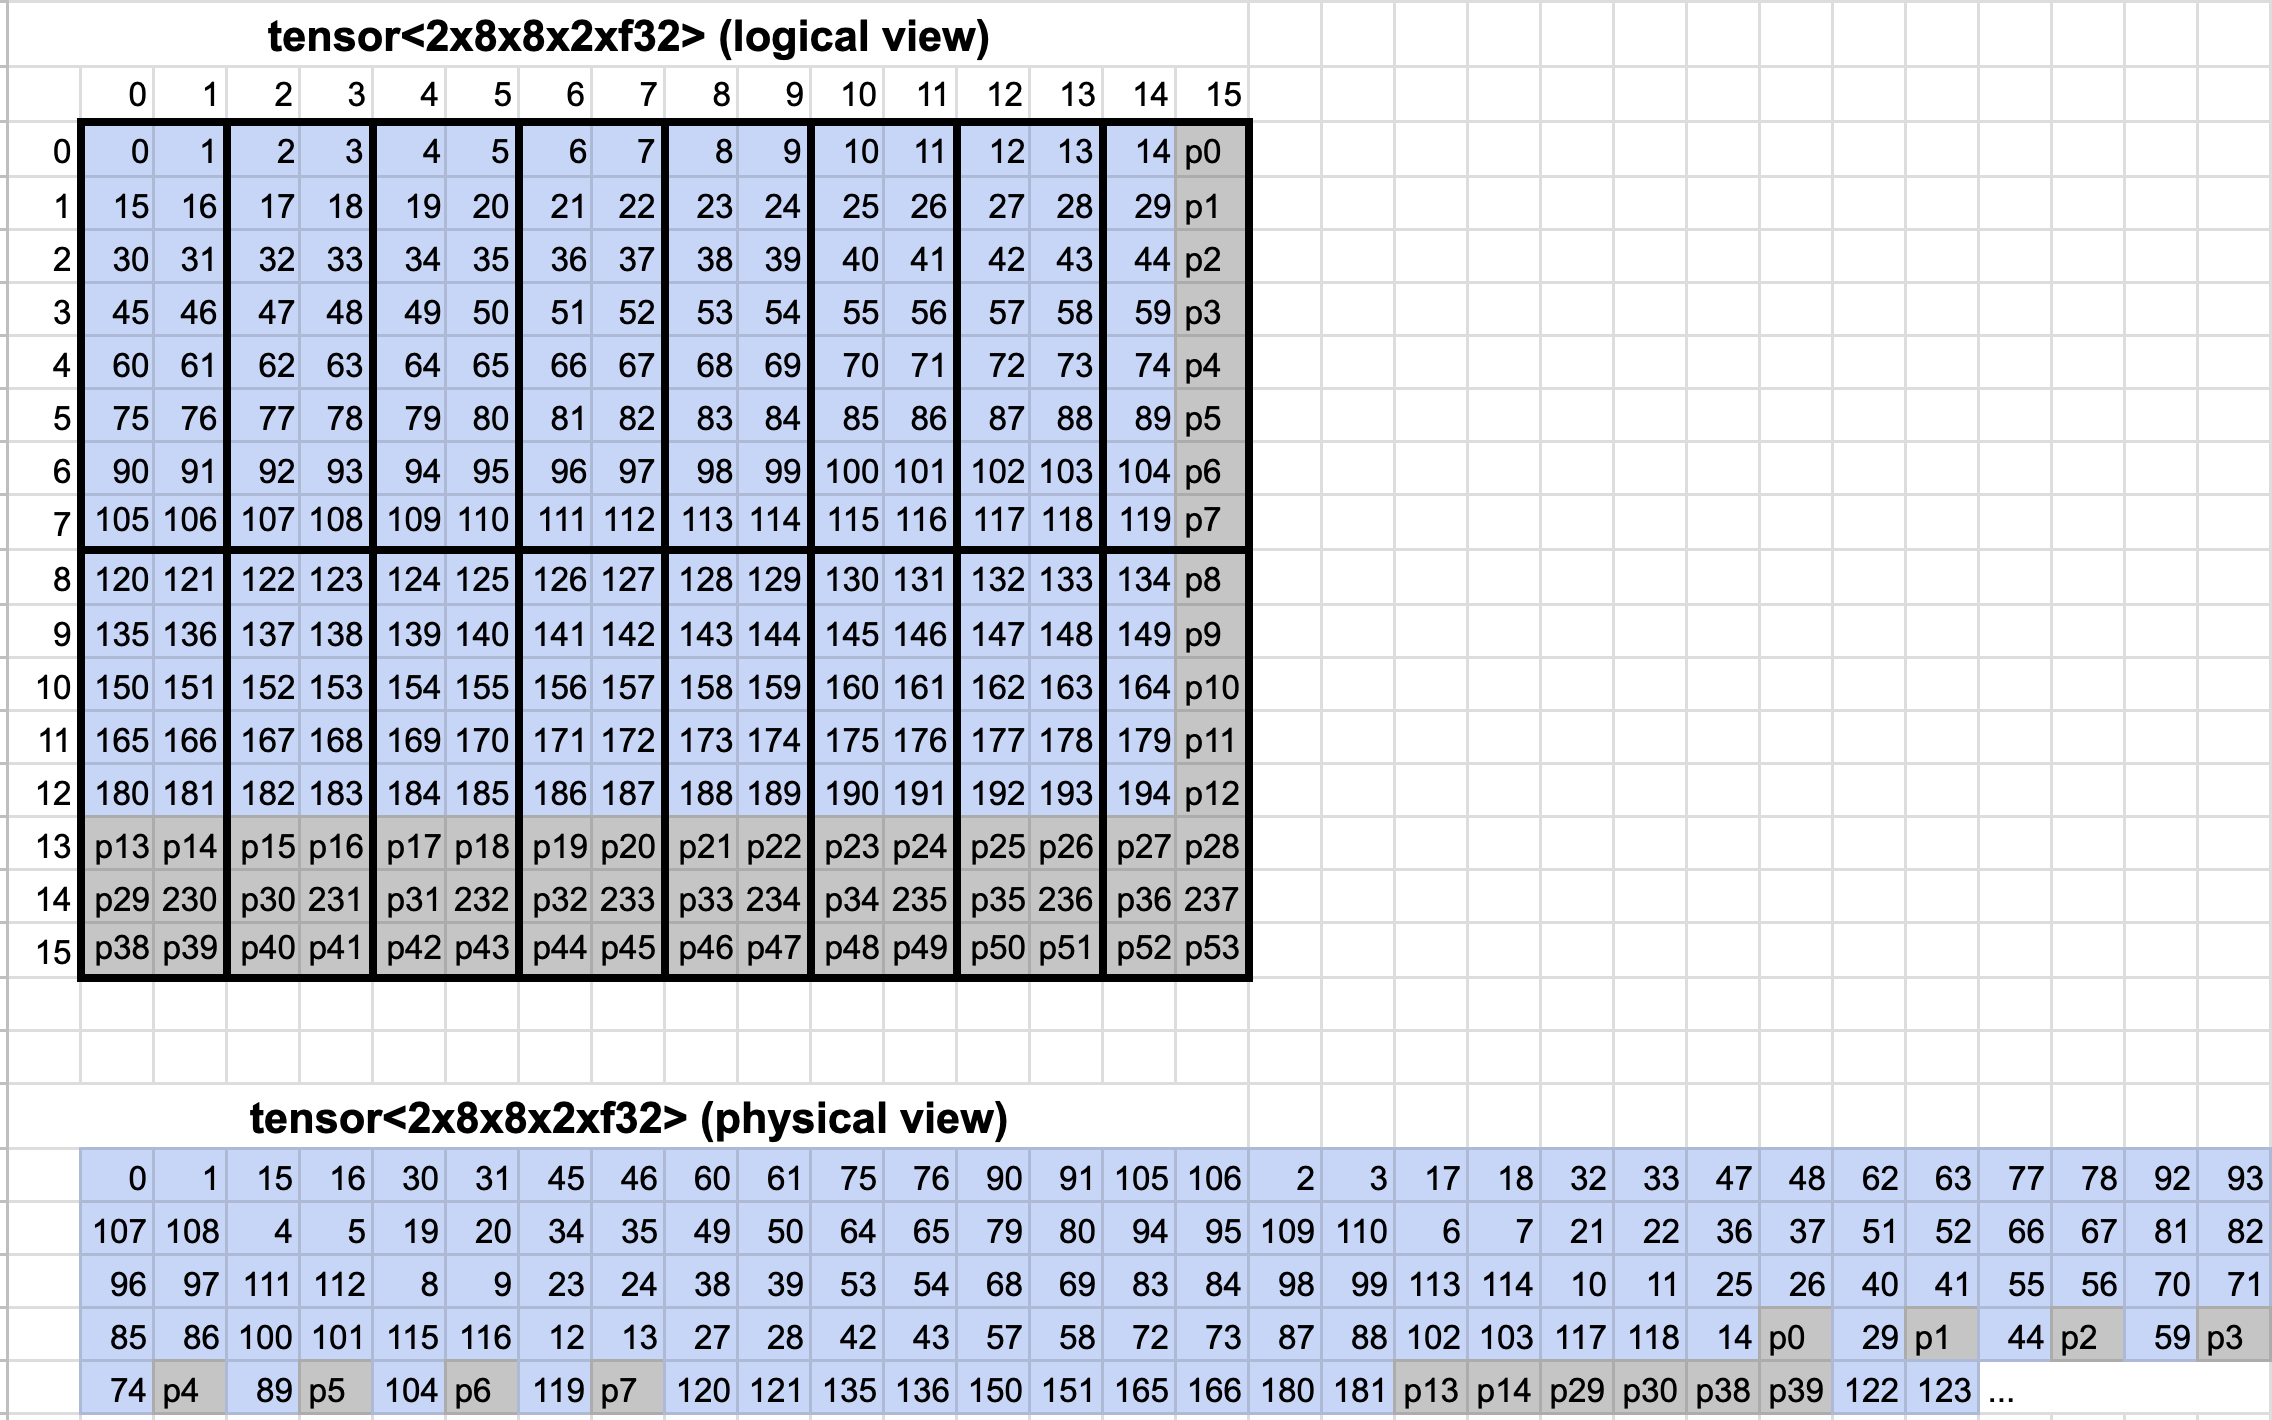 tensor<2x8x8x2xf32> (logical view)
0 1 2 3 4 5 6 7 8 9 10 11 12 13 14 15
0 0 1 2 3 4 5 6 7 8 9 10 11 12 13 14 p0
1 15 16 17 18 19 20 21 22 23 24 25 26 27 28 29 p1
2 30 31 32 33 34 35 36 37 38 39 40 41 42 43 44 p2
3 45 46 47 48 49 50 51 52 53 54 55 56 57 58 59 p3
4 60 61 62 63 64 65 66 67 68 69 70 71 72 73 74 p4
5 75 76 77 78 79 80 81 82 83 84 85 86 87 88 89 p5
6 90 91 92 93 94 95 96 97 98 99 100 101 102 103 104 p6
7 105 106 107 108 109 110 111 112 113 114 115 116 117 118 119 p7
8 120 121 122 123 124 125 126 127 128 129 130 131 132 133 134 p8
9 135 136 137 138 139 140 141 142 143 144 145 146 147 148 149 p9
10 150 151 152 153 154 155 156 157 158 159 160 161 162 163 164 p10
11 165 166 167 168 169 170 171 172 173 174 175 176 177 178 179 p11
12 180 181 182 183 184 185 186 187 188 189 190 191 192 193 194 p12
13 p13 p14 p15 p16 p17 p18 p19 p20 p21 p22 p23 p24 p25 p26 p27 p28
14 p29 230 p30 231 p31 232 p32 233 p33 234 p34 235 p35 236 p36 237
15 p38 p39 p40 p41 p42 p43 p44 p45 p46 p47 p48 p49 p50 p51 p52 p53
tensor<2x8x8x2xf32> (physical view)
0 1 15 16 30 31 45 46 60 61 75 76 90 91 105 106 2 3 17 18 32 33 47 48 62 63 77 78 92 93
107 108 4 5 19 20 34 35 49 50 64 65 79 80 94 95 109 110 6 7 21 22 36 37 51 52 66 67 81 82
96 97 111 112 8 9 23 24 38 39 53 54 68 69 83 84 98 99 113 114 10 11 25 26 40 41 55 56 70 71
85 86 100 101 115 116 12 13 27 28 42 43 57 58 72 73 87 88 102 103 117 118 14 p0 29 p1 44 p2 59 p3
74 p4 89 p5 104 p6 119 p7 120 121 135 136 150 151 165 166 180 181 p13 p14 p29 p30 p38 p39 122 123 ...